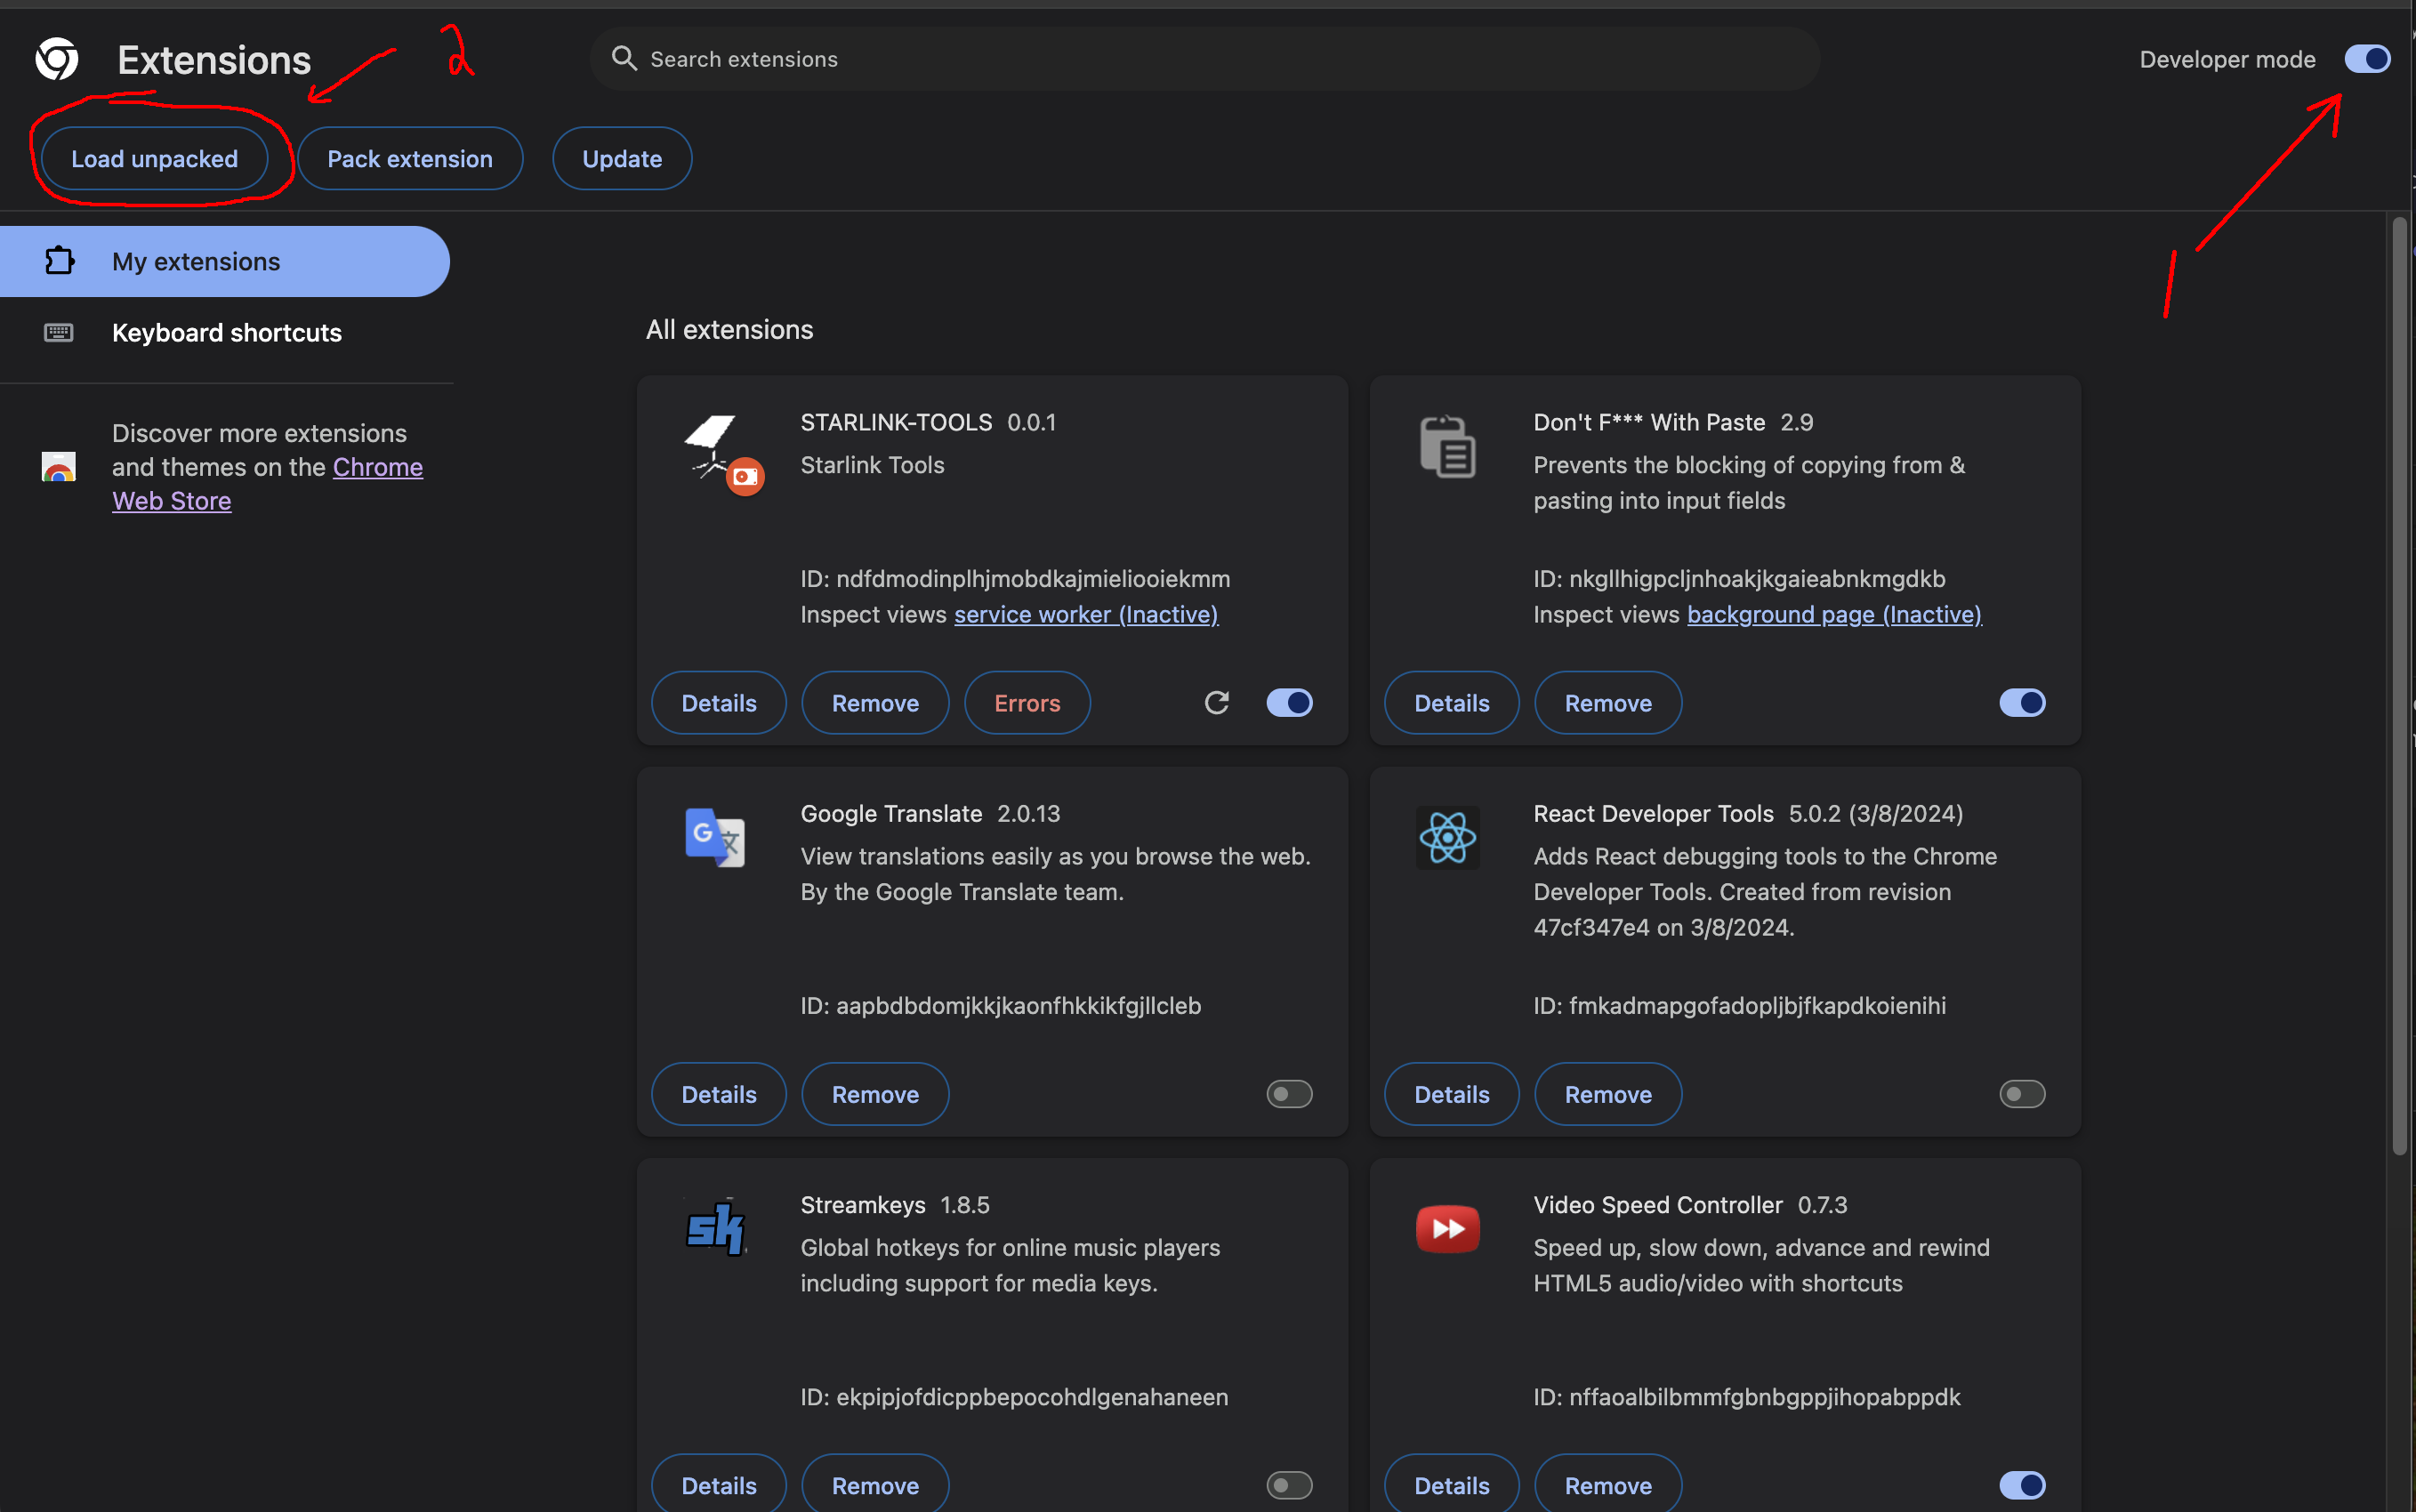 Extensions
2
Search extensions
Developer mode
Load unpacked
Pack extension
Update
1
My extensions
Keyboard shortcuts
Discover more extensions
and themes on the Chrome
Web Store
All extensions
STARLINK-TOOLS 0.0.1
Starlink Tools
ID: ndfdmodinplhjmobdkajmieliooiekmm
Inspect views service worker (Inactive)
Details
Remove
Errors
Don't F*** With Paste 2.9
Prevents the blocking of copying from &
pasting into input fields
ID: nkgllhigpcljnhoakjkgaieabnkmgdkb
Inspect views background page (Inactive)
Details
Remove
Google Translate 2.0.13
View translations easily as you browse the web.
By the Google Translate team.
ID: aapbdbdomjkkjkaonfhkkikfgjllcleb
Details
Remove
React Developer Tools 5.0.2 (3/8/2024)
Adds React debugging tools to the Chrome
Developer Tools. Created from revision
47cf347e4 on 3/8/2024.
ID: fmkadmapgofadopljbjfkapdkoienihi
Details
Remove
sk
Streamkeys 1.8.5
Global hotkeys for online music players
including support for media keys.
ID: ekpipjofdicppbepocohdlgenahaneen
Details
Remove
Video Speed Controller 0.7.3
Speed up, slow down, advance and rewind
HTML5 audio/video with shortcuts
ID: nffaoalbilbmmfgbnbgppjihopabppdk
Details
Remove